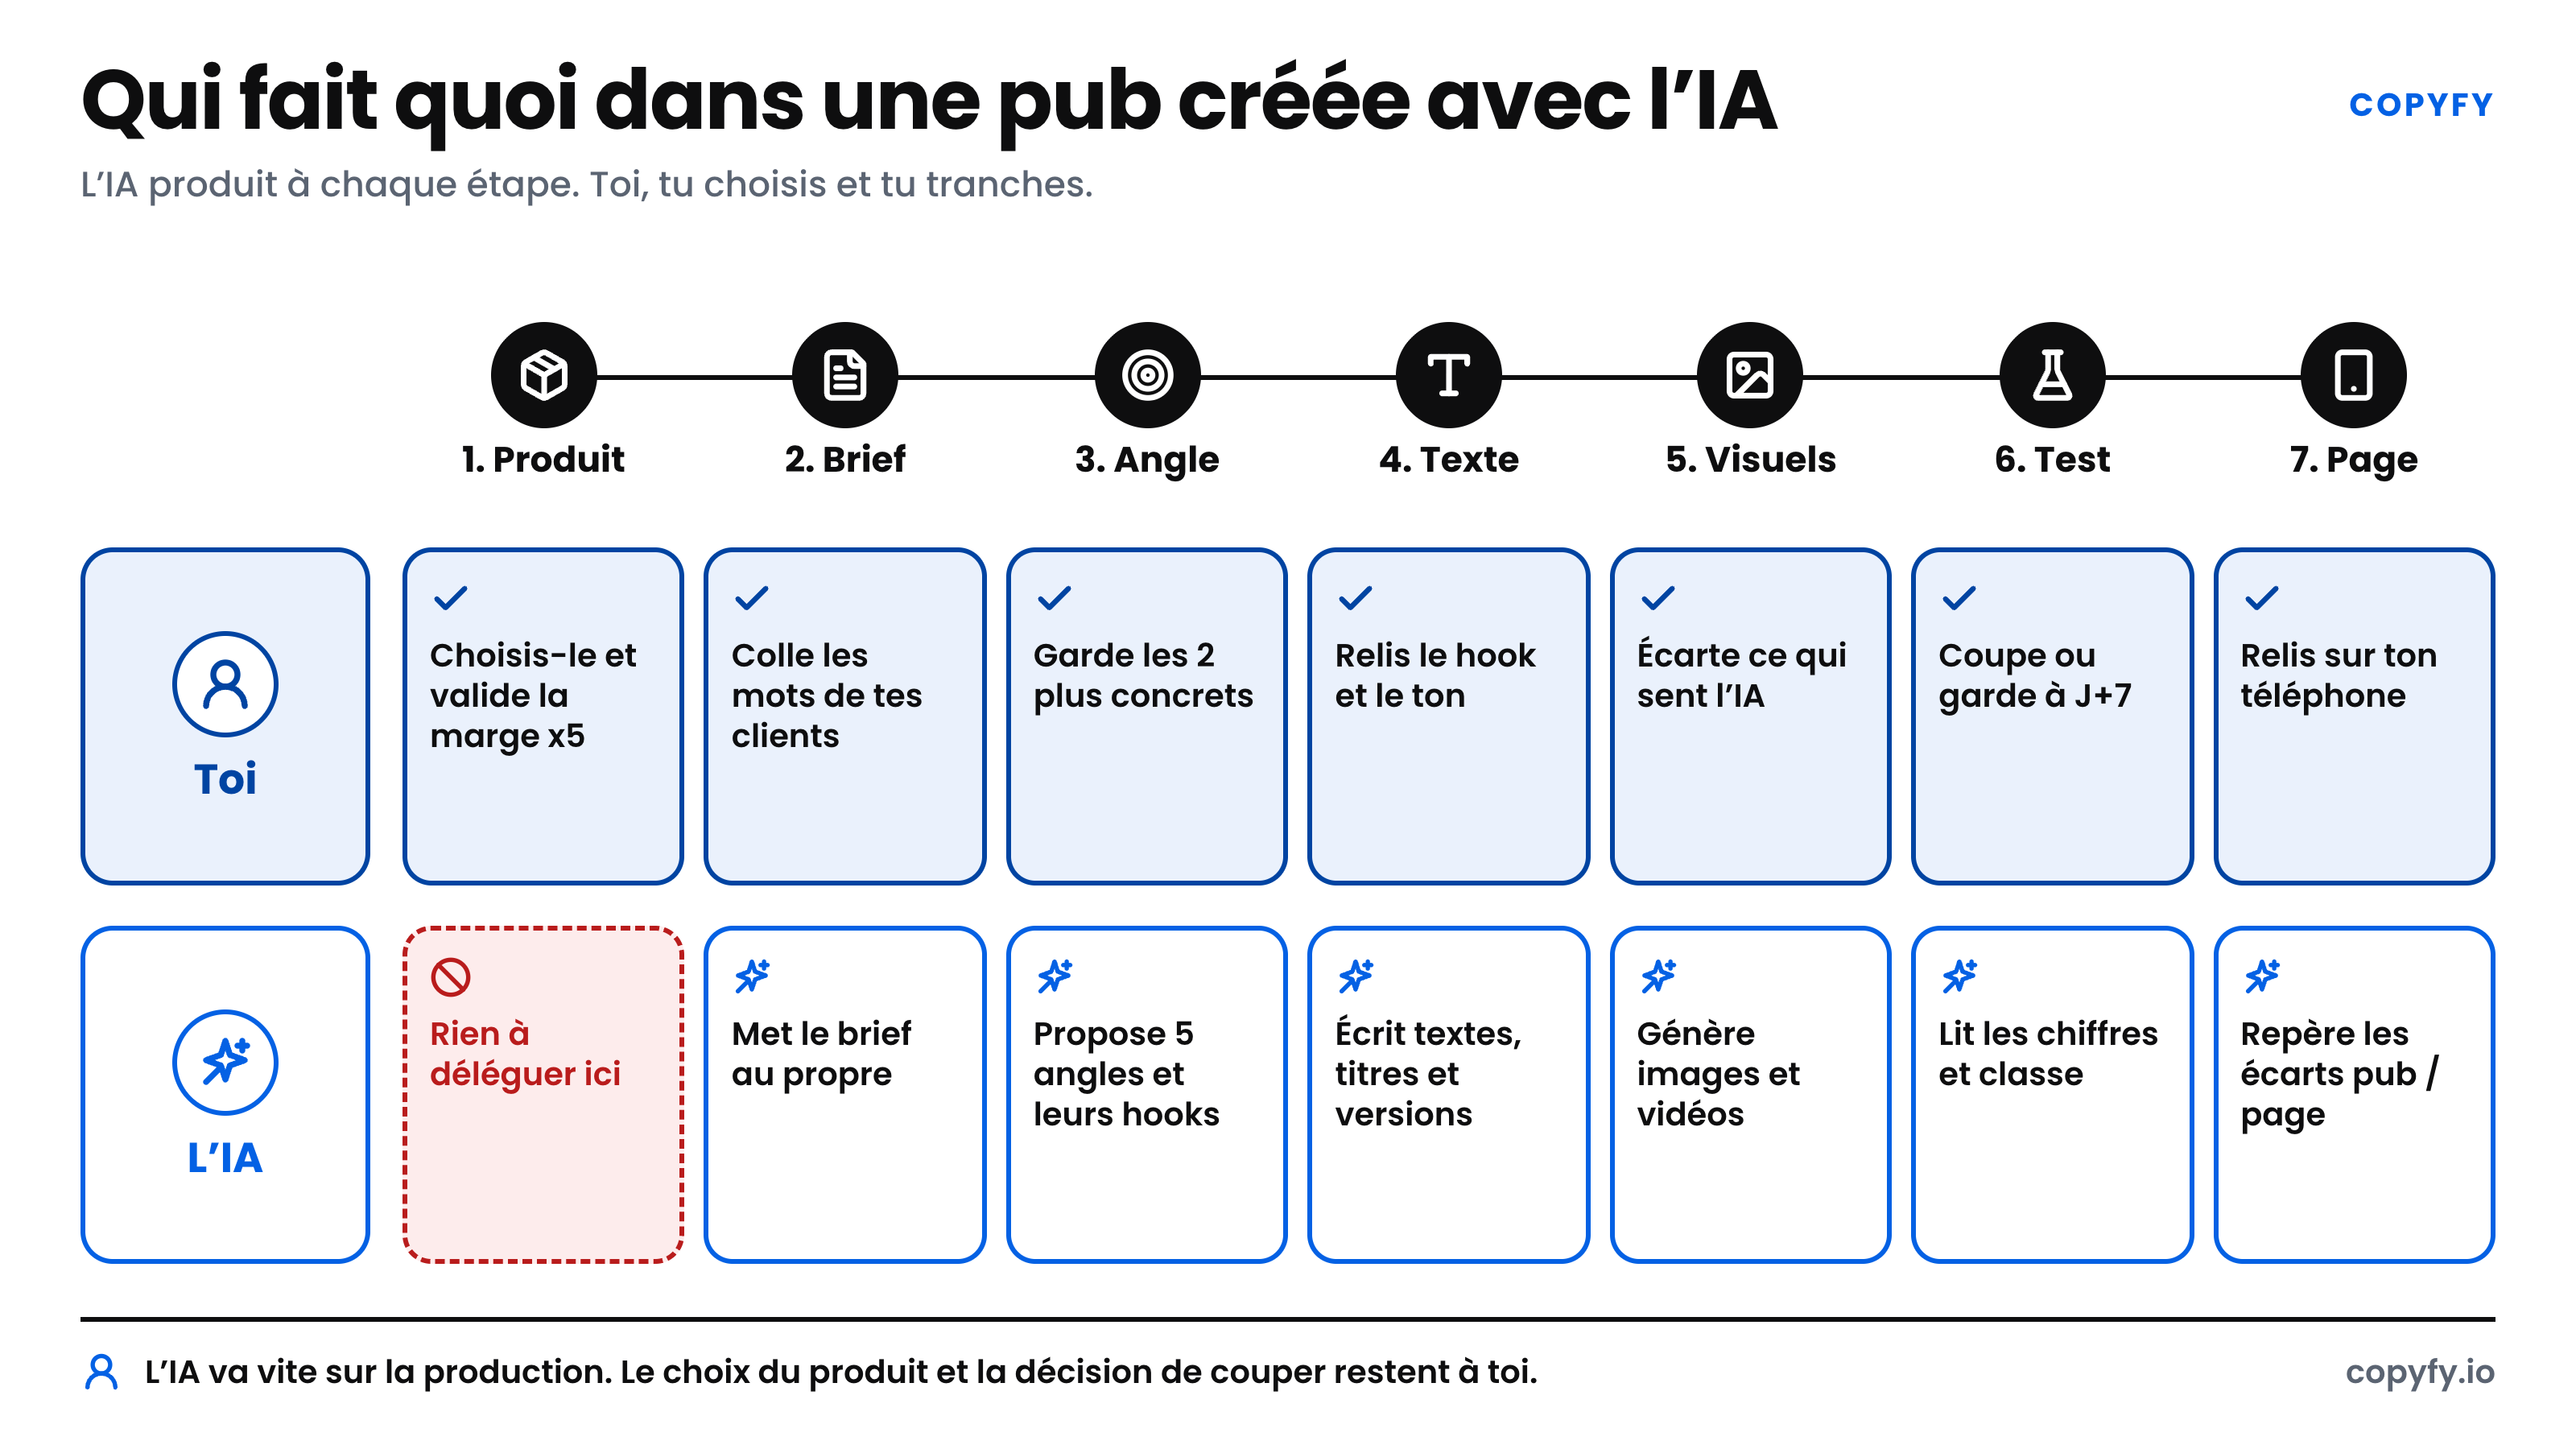 Qui fait quoi dans une pub créée avec l’IA
COPYFY
L’IA produit à chaque étape. Toi, tu choisis et tu tranches.
1. Produit
2. Brief
3. Angle
4. Texte
5. Visuels
6. Test
7. Page
Toi
Choisis-le et
valide la
marge x5
Colle les
mots de tes
clients
Garde les 2
plus concrets
Relis le hook
et le ton
Écarte ce qui
sent l’IA
Coupe ou
garde à J+7
Relis sur ton
téléphone
L’IA
Rien à
déléguer ici
Met le brief
au propre
Propose 5
angles et
leurs hooks
Écrit textes,
titres et
versions
Génère
images et
vidéos
Lit les chiffres
et classe
Repère les
écarts pub /
page
L’IA va vite sur la production. Le choix du produit et la décision de couper restent à toi.
copyfy.io